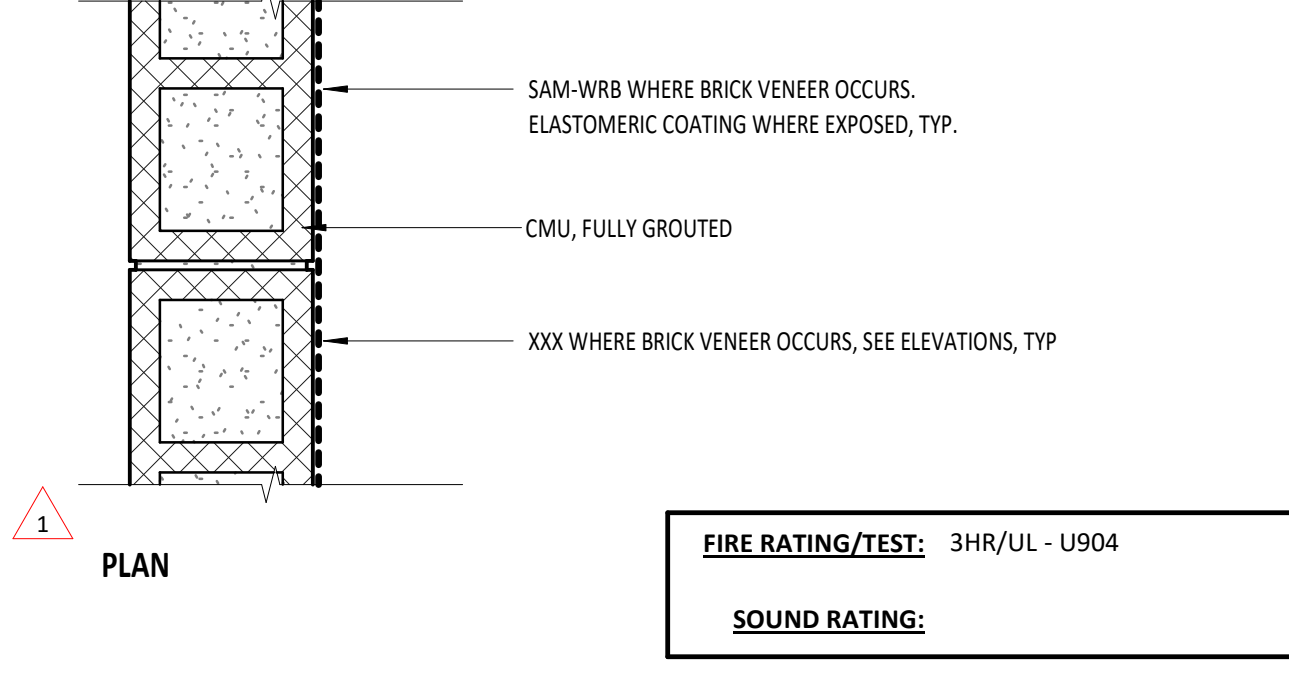 SAM-WRB WHERE BRICK VENEER OCCURS.
ELASTOMERIC COATING WHERE EXPOSED, TYP.
CMU, FULLY GROUTED
XXX WHERE BRICK VENEER OCCURS, SEE ELEVATIONS, TYP
1
PLAN
FIRE RATING/TEST: 3HR/UL - U904
SOUND RATING: